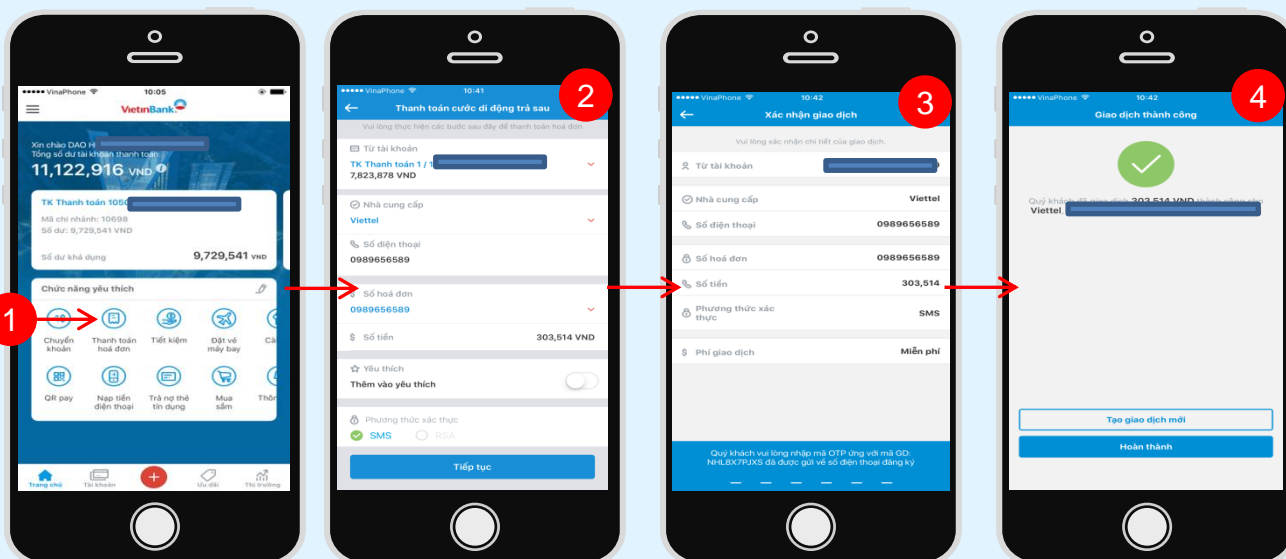 1
VinaPhone 10:05
VietinBank
Xin chào DAO H
Tổng số dư tài khoản thanh toán:
11,122,916 VND
TK Thanh toán 1050
Mã chi nhánh: 10698
Số dư: 9,729,541 VND
Số dư khả dụng 9,729,541 VND
Chức năng yêu thích
Chuyển khoản
Thanh toán hoá đơn
Tiết kiệm
Đặt vé máy bay
QR pay
Nạp tiền điện thoại
Trả nợ thẻ tín dụng
Mua sắm
Trang chủ
Tài khoản
Ưu đãi
Thị trường
2
VinaPhone 10:41
Thanh toán cước di động trả sau
Vui lòng thực hiện các bước sau đây để thanh toán hoá đơn
Từ tài khoản
TK Thanh toán 1 / 1
7,823,878 VND
Nhà cung cấp
Viettel
Số điện thoại
0989656589
$ Số hoá đơn
0989656589
$ Số tiền 303,514 VND
Yêu thích
Thêm vào yêu thích
Phương thức xác thực
SMS RSA
Tiếp tục
3
VinaPhone 10:42
Xác nhận giao dịch
Vui lòng xác nhận chi tiết của giao dịch.
Từ tài khoản
Nhà cung cấp Viettel
Số điện thoại 0989656589
Số hoá đơn 0989656589
Số tiền 303,514
Phương thức xác thực SMS
$ Phí giao dịch Miễn phí
Quý khách vui lòng nhập mã OTP ứng với mã GD:
NHLBX7PJXS đã được gửi về số điện thoại đăng ký
4
VinaPhone 10:42
Giao dịch thành công
Quý khách đã giao dịch 303,514 VND thành công cho
Viettel
Tạo giao dịch mới
Hoàn thành